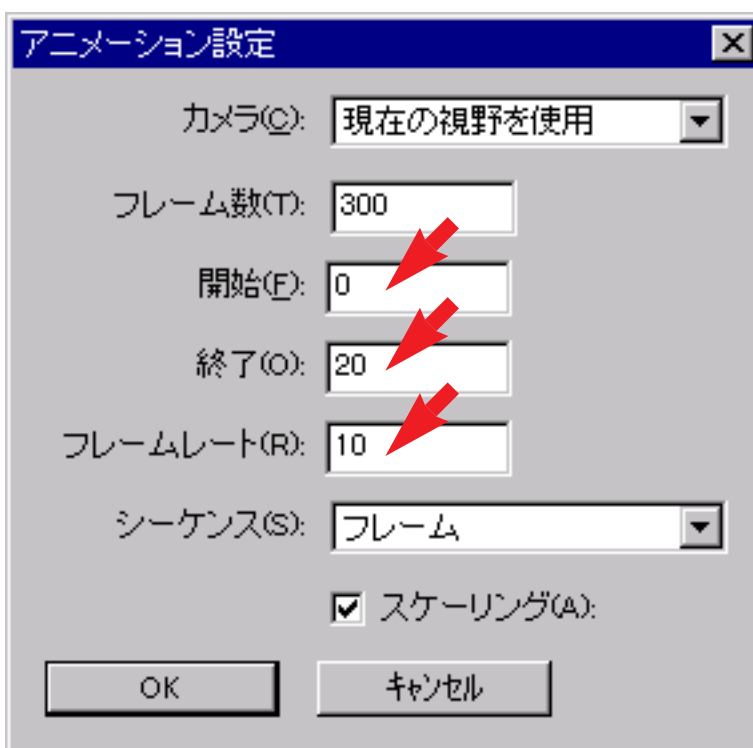 アニメーション設定
カメラ(C): 現在の視野を使用
フレーム数(T): 300
開始(F): 0
終了(O): 20
フレームレート(R): 10
シーケンス(S): フレーム
スケーリング(A):
OK キャンセル